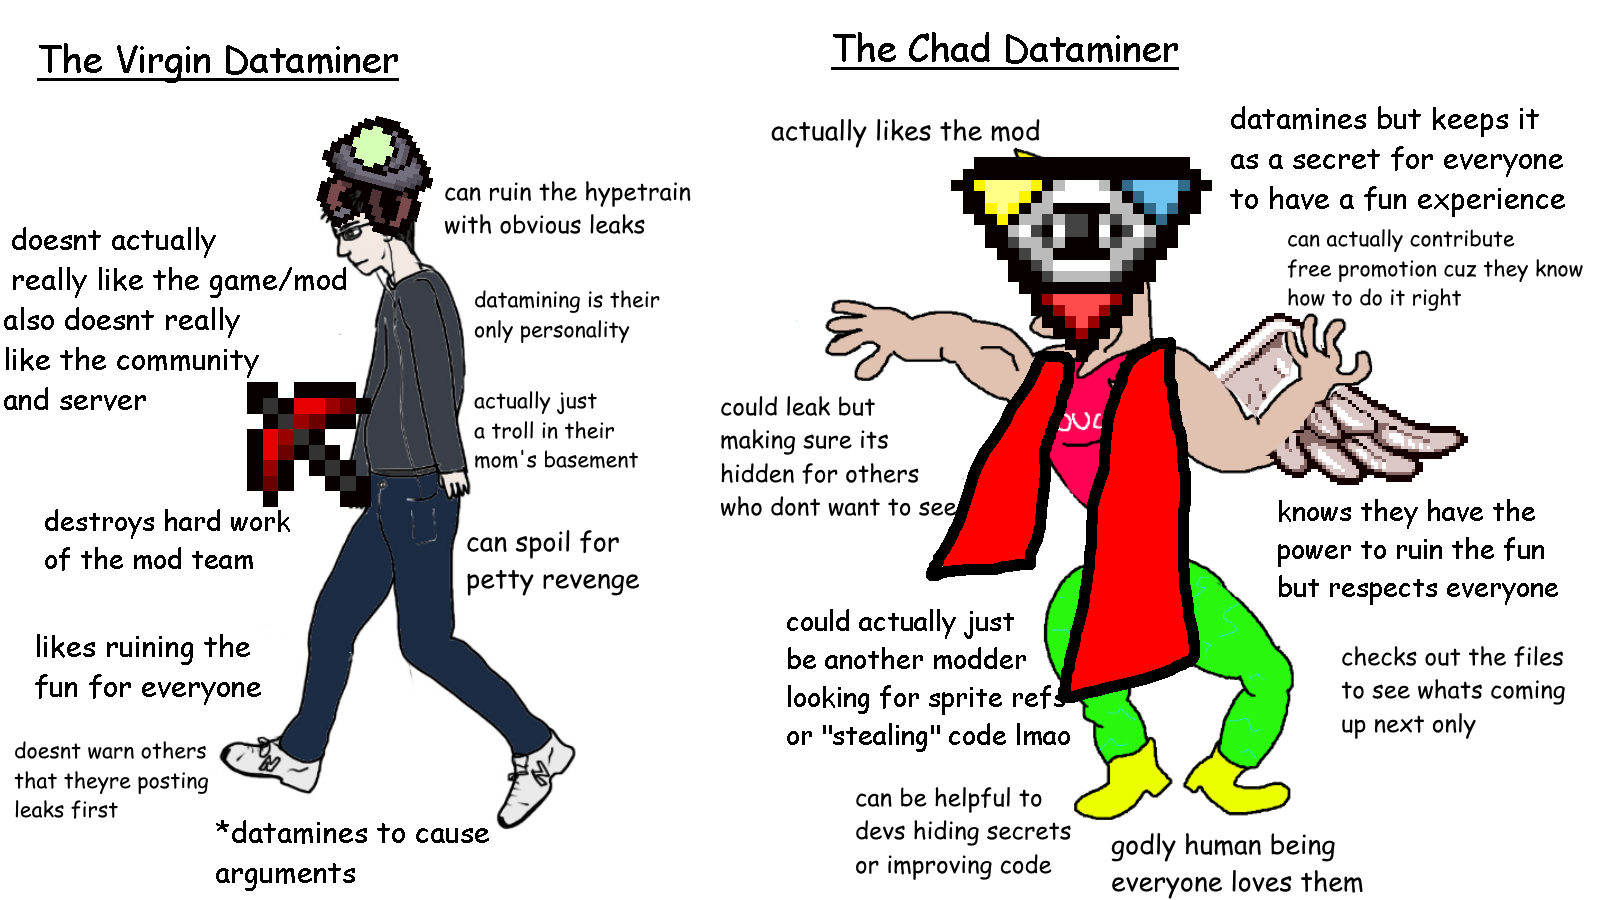 The Virgin Dataminer
can ruin the hypetrain
with obvious leaks
doesnt actually
really like the game/mod
also doesnt really
like the community
and server
datamining is their
only personality
actually just
a troll in their
mom's basement
destroys hard work
of the mod team
can spoil for
petty revenge
likes ruining the
fun for everyone
doesnt warn others
that theyre posting
leaks first
*datamines to cause
arguments
The Chad Dataminer
actually likes the mod
datamines but keeps it
as a secret for everyone
to have a fun experience
can actually contribute
free promotion cuz they know
how to do it right
could leak but
making sure its
hidden for others
who dont want to see
knows they have the
power to ruin the fun
but respects everyone
could actually just
be another modder
looking for sprite refs
or "stealing" code lmao
checks out the files
to see whats coming
up next only
can be helpful to
devs hiding secrets
or improving code
godly human being
everyone loves them